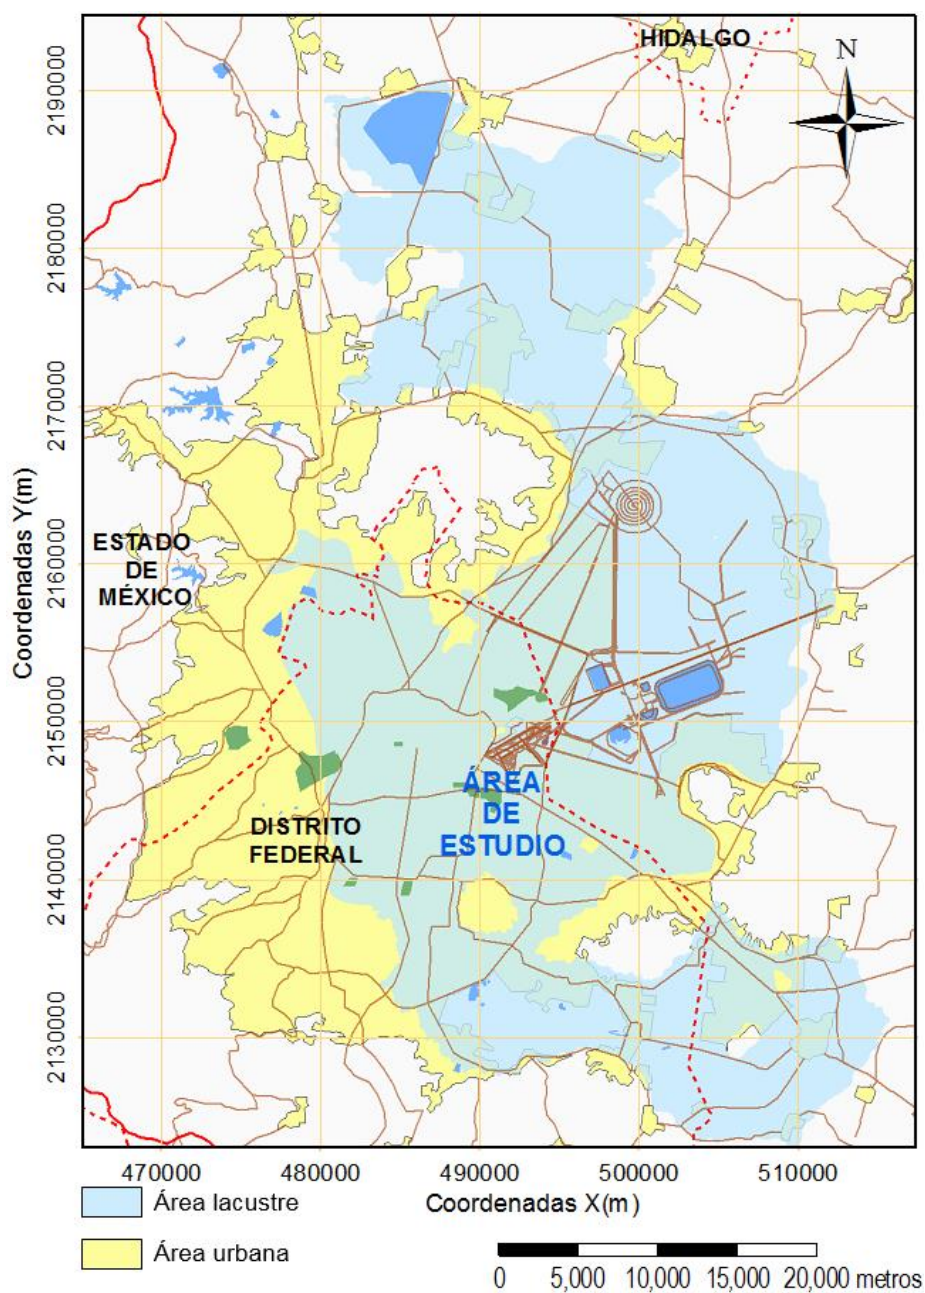 HIDALGO
N
2190000
2180000
2170000
2160000
2150000
2140000
2130000
Coordenadas Y(m)
ESTADO
DE
MÉXICO
ÁREA
DE
ESTUDIO
DISTRITO
FEDERAL
470000
480000
490000
500000
510000
Coordenadas X(m)
Área lacustre
Área urbana
0
5,000
10,000
15,000
20,000 metros